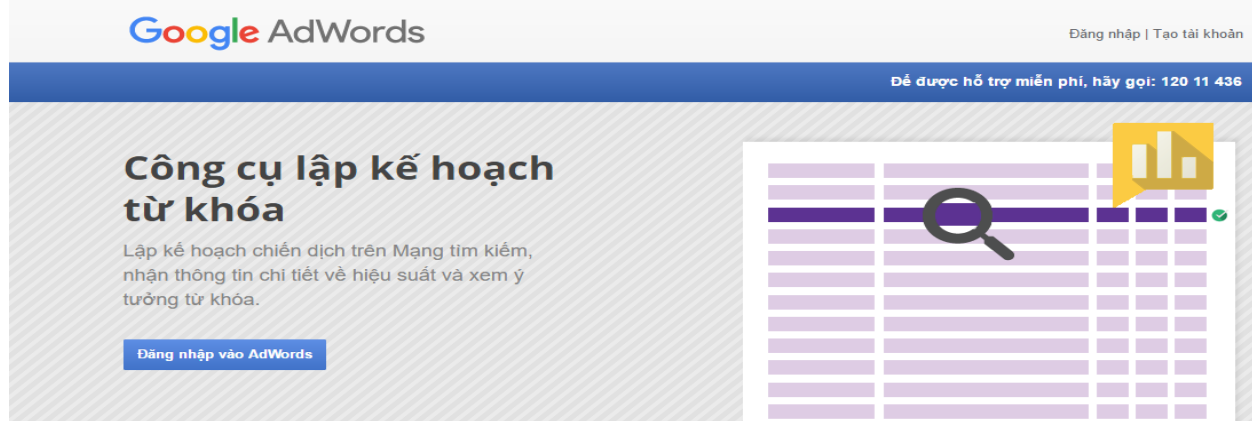 Google AdWords
Đăng nhập | Tạo tài khoản
Để được hỗ trợ miễn phí, hãy gọi: 120 11 436
Công cụ lập kế hoạch
từ khóa
Lập kế hoạch chiến dịch trên Mạng tìm kiếm,
nhận thông tin chi tiết về hiệu suất và xem ý
tưởng từ khóa.
Đăng nhập vào AdWords